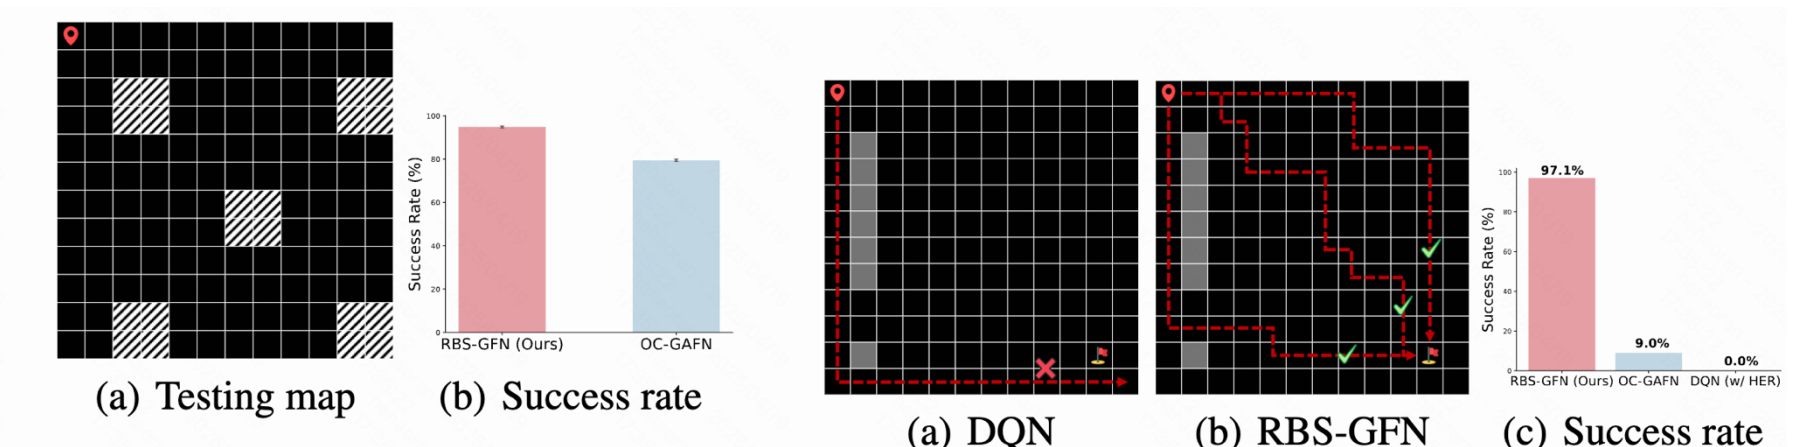 100
80
60
40
20
0
Success Rate (%)
RBS-GFN (Ours) OC-GAFN
(a) Testing map
(b) Success rate
(a) DQN
(b) RBS-GFN
100
80
60
40
20
0
Success Rate (%)
97.1%
9.0%
0.0%
RBS-GFN (Ours) OC-GAFN DQN (w/ HER)
(c) Success rate